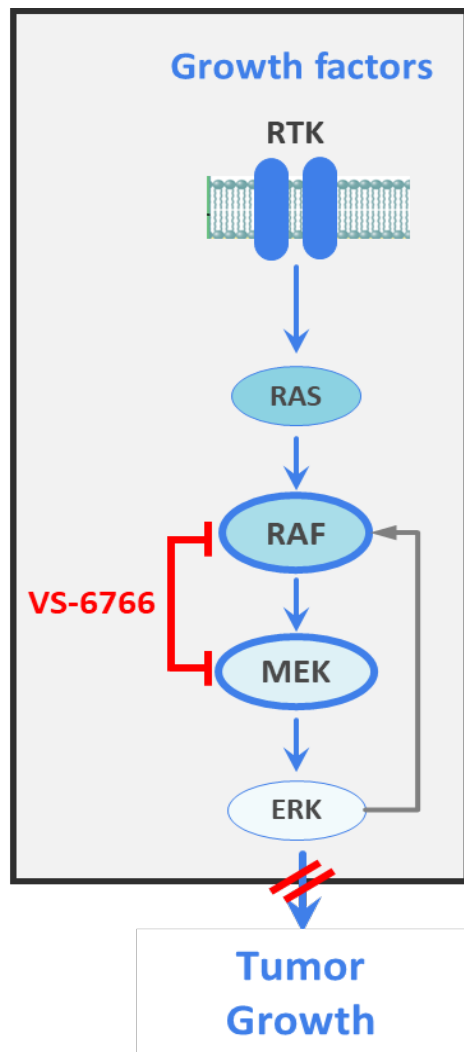 Growth factors
RTK
RAS
RAF
VS-6766
MEK
ERK
Tumor
Growth